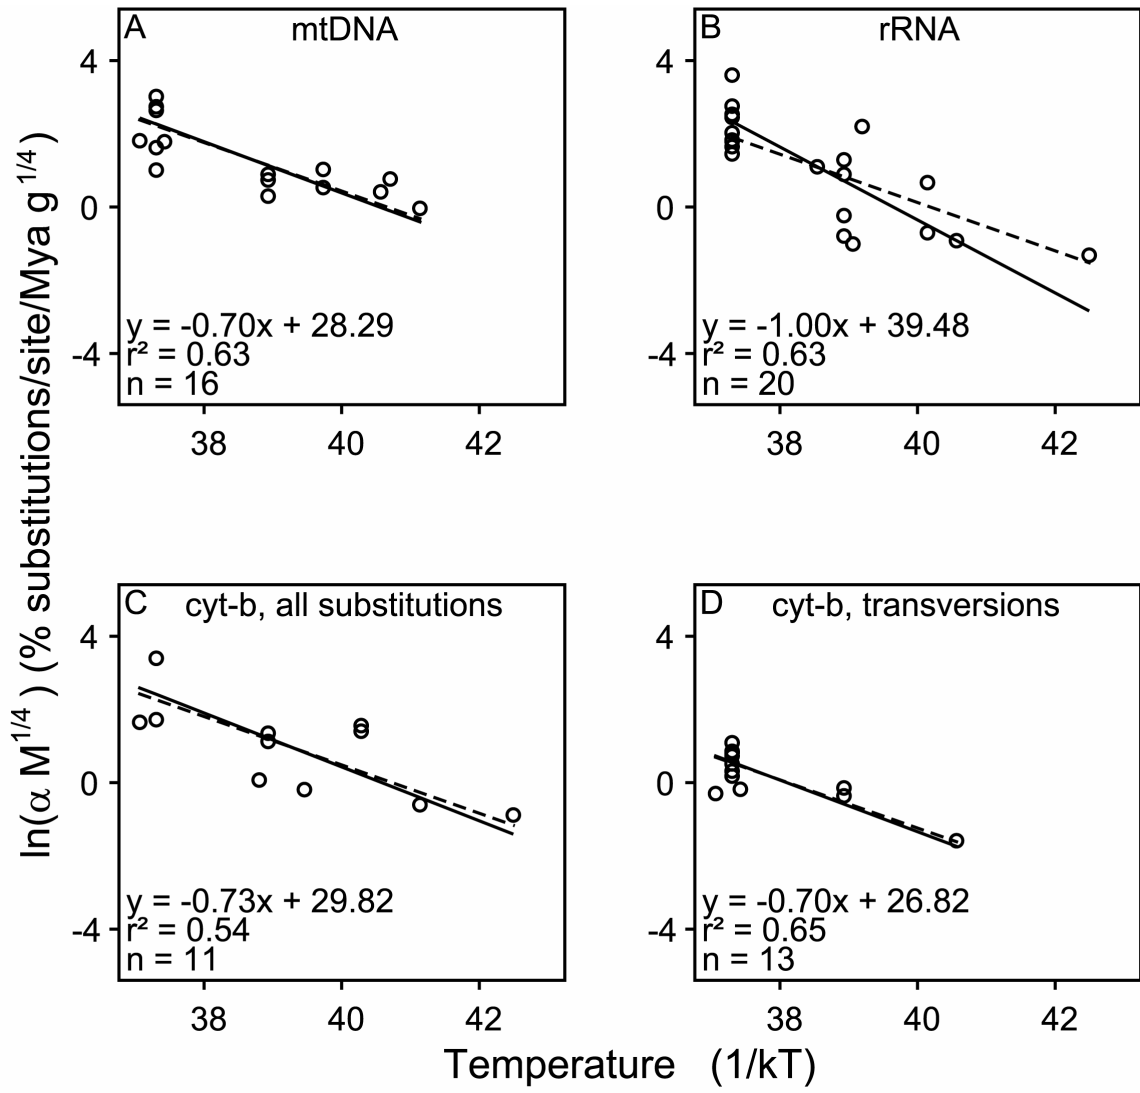 ln(α M1/4) (% substitutions/site/Mya g1/4)
A mtDNA
4
0
-4
y = -0.70x + 28.29
r² = 0.63
n = 16
38 40 42
B rRNA
4
0
-4
y = -1.00x + 39.48
r² = 0.63
n = 20
38 40 42
C cyt-b, all substitutions
4
0
-4
y = -0.73x + 29.82
r² = 0.54
n = 11
38 40 42
D cyt-b, transversions
4
0
-4
y = -0.70x + 26.82
r² = 0.65
n = 13
38 40 42
Temperature (1/kT)